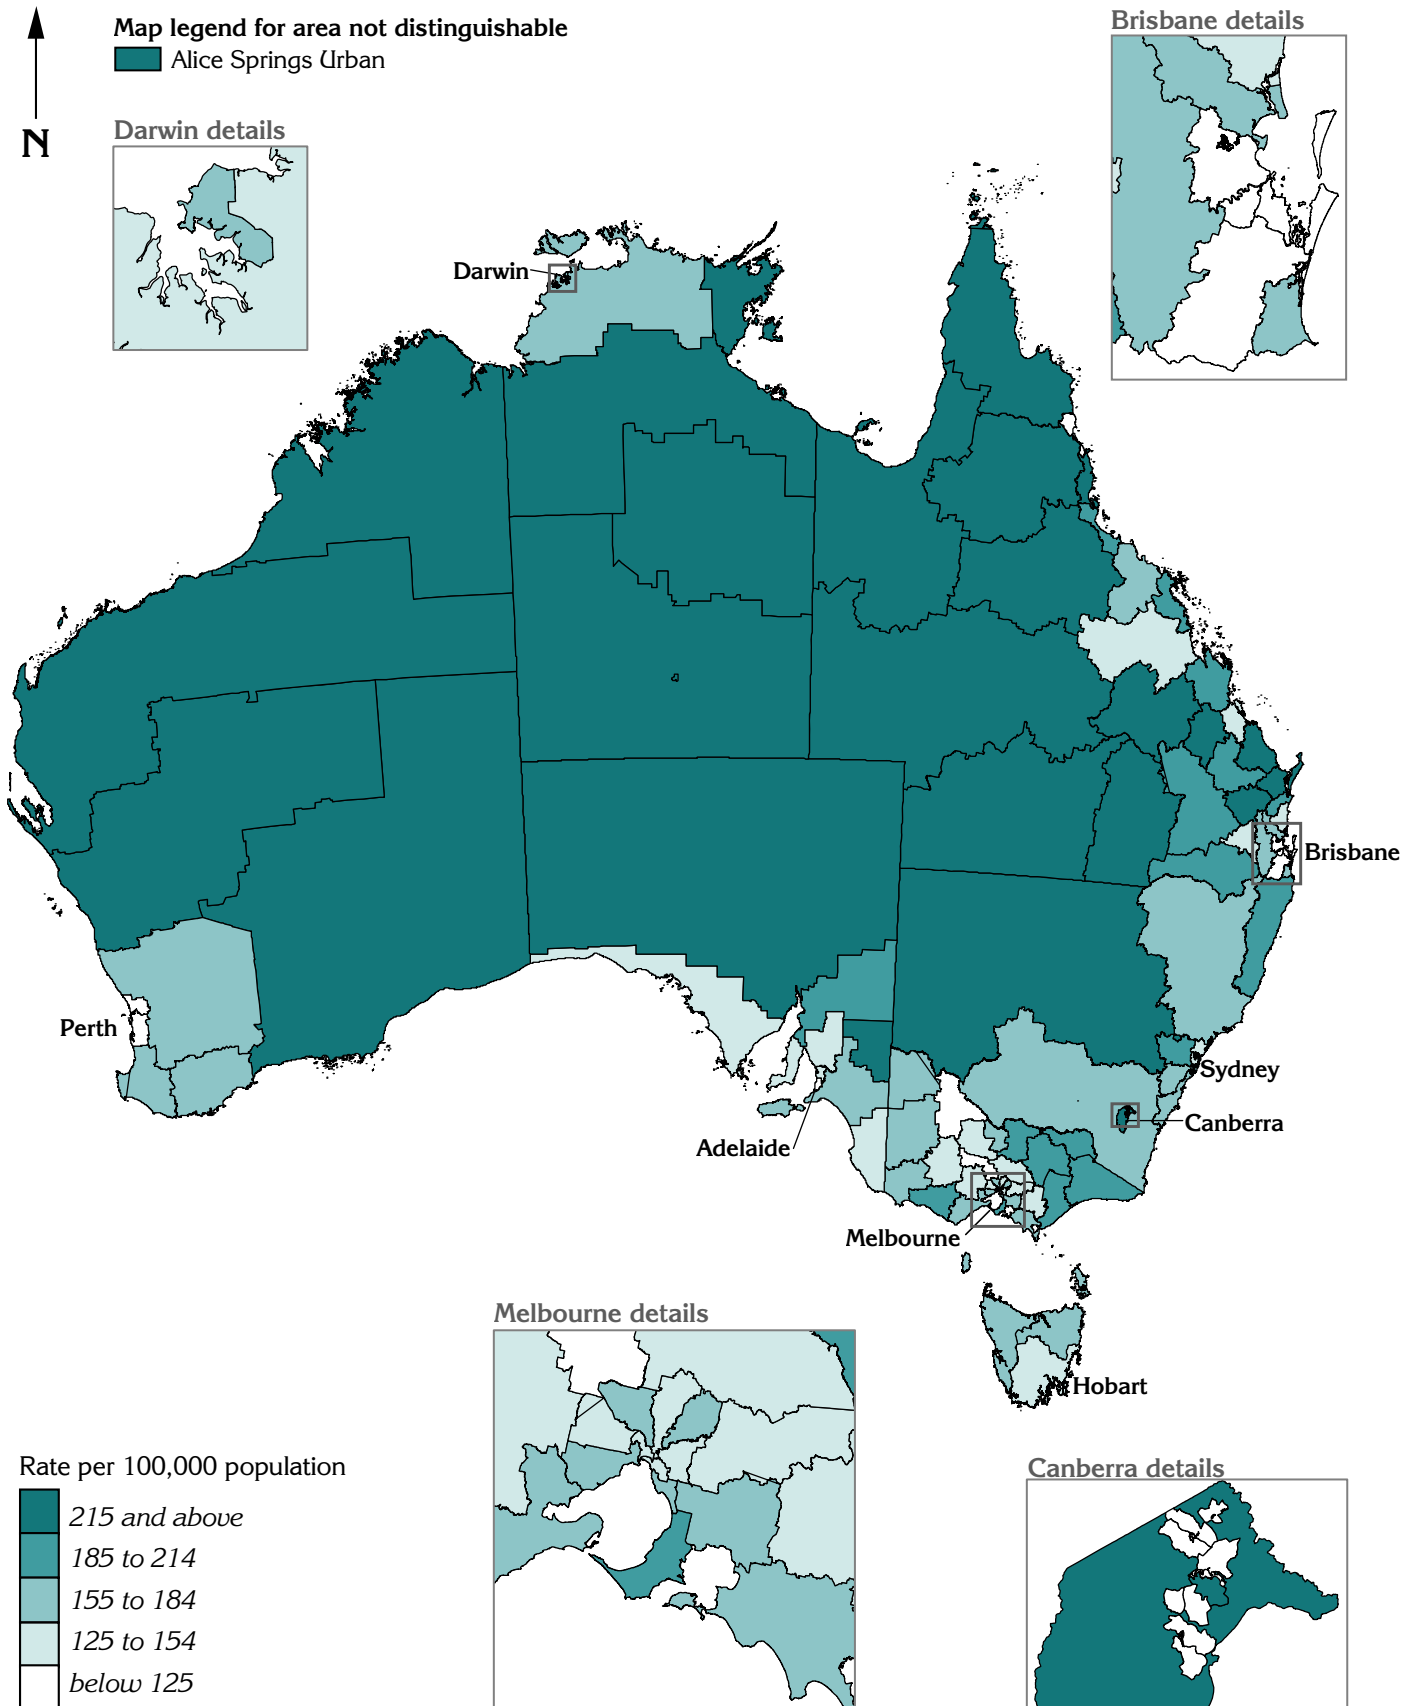 Map legend for area not distinguishable
Alice Springs Urban
Brisbane details
Darwin details
N
Darwin
Brisbane
Perth
Sydney
Canberra
Adelaide
Melbourne
Melbourne details
Hobart
Rate per 100,000 population
215 and above
185 to 214
155 to 184
125 to 154
below 125
Canberra details